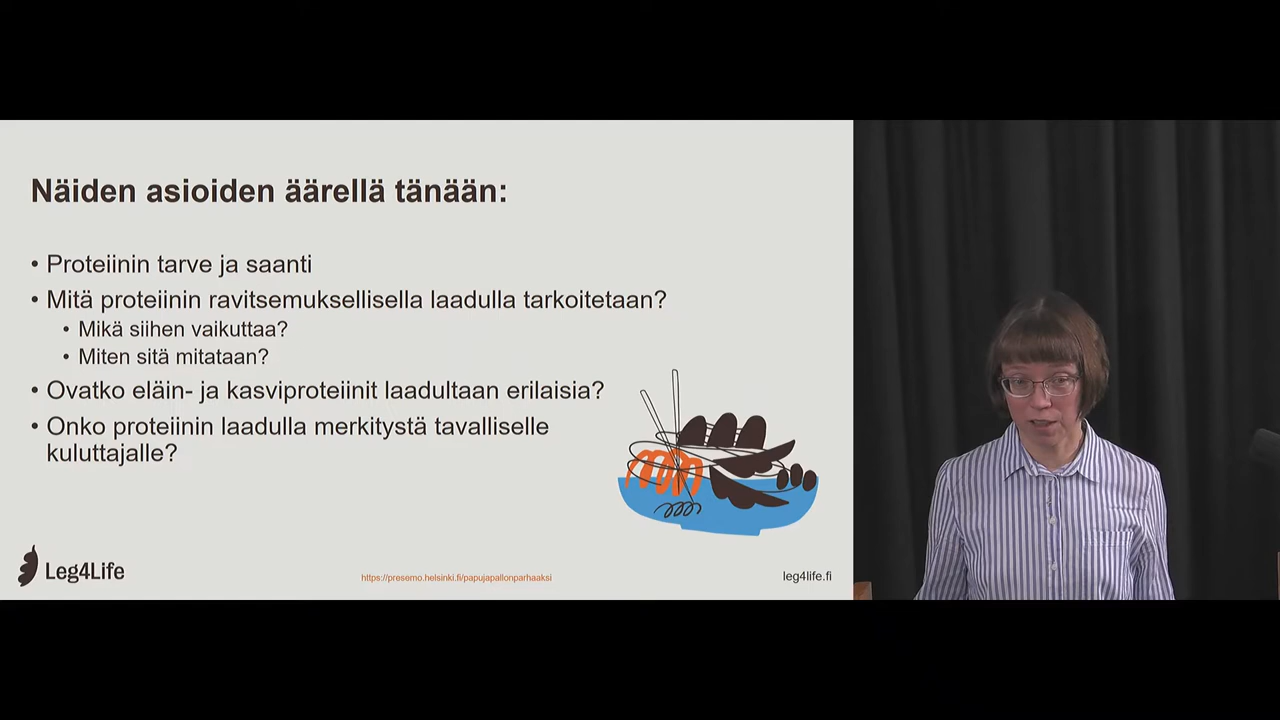 Näiden asioiden äärellä tänään:
• Proteiinin tarve ja saanti
• Mitä proteiinin ravitsemuksellisella laadulla tarkoitetaan?
• Mikä siihen vaikuttaa?
• Miten sitä mitataan?
• Ovatko eläin- ja kasviproteiinit laadultaan erilaisia?
• Onko proteiinin laadulla merkitystä tavalliselle
kuluttajalle?
Leg4Life
https://presemo.helsinki.fi/papujapallonparhaaksi
leg4life.fi